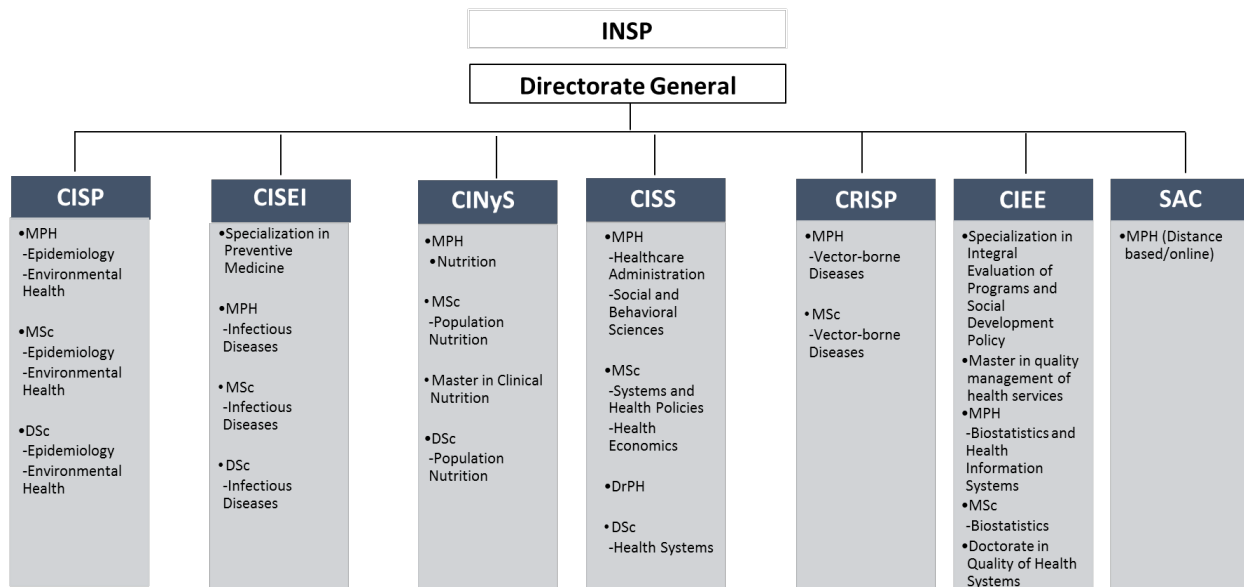 INSP
Directorate General
CISP
•MPH
-Epidemiology
-Environmental
Health
•MSc
-Epidemiology
-Environmental
Health
•DSc
-Epidemiology
-Environmental
Health
CISEI
•Specialization in
Preventive
Medicine
•MPH
-Infectious
Diseases
•MSc
-Infectious
Diseases
•DSc
-Infectious
Diseases
CINyS
•MPH
•Nutrition
•MSc
-Population
Nutrition
•Master in Clinical
Nutrition
•DSc
-Population
Nutrition
CISS
•MPH
-Healthcare
Administration
-Social and
Behavioral
Sciences
•MSc
-Systems and
Health Policies
-Health
Economics
•DrPH
•DSc
-Health Systems
CRISP
•MPH
-Vector-borne
Diseases
•MSc
-Vector-borne
Diseases
CIEE
•Specialization in
Integral
Evaluation of
Programs and
Social
Development
Policy
•Master in quality
management of
health services
•MPH
-Biostatistics and
Health
Information
Systems
•MSc
-Biostatistics
•Doctorate in
Quality of Health
Systems
SAC
•MPH (Distance
based/online)